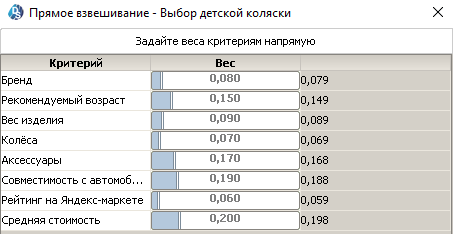 Прямое взвешивание - Выбор детской коляски
Задайте веса критериям напрямую
Критерий Вес
Бренд 0,080 0,079
Рекомендуемый возраст 0,150 0,149
Вес изделия 0,090 0,089
Колёса 0,070 0,069
Аксессуары 0,170 0,168
Совместимость с автомоб... 0,190 0,188
Рейтинг на Яндекс-маркете 0,060 0,059
Средняя стоимость 0,200 0,198